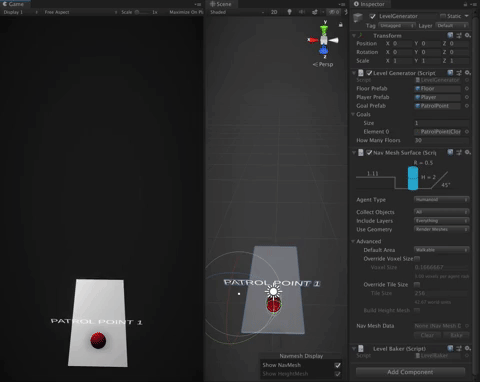 Game
Display 1
Free Aspect
Scale
1x
Maximize On Pl
PATROL POINT 1
Scene
Shaded
2D
y
x
z
Persp
PATROL POINT 1
Navmesh Display
Show NavMesh
Show HeightMesh
Inspector
LevelGenerator
Static
Tag
Untagged
Layer
Default
Transform
Position X 0 Y 0 Z 0
Rotation X 0 Y 0 Z 0
Scale X 1 Y 1 Z 1
Level Generator (Script)
Script LevelGenerator
Floor Prefab Floor
Player Prefab Player
Goal Prefab PatrolPoint
Goals
Size 1
Element 0 PatrolPoint(Clo
How Many Floors 30
Nav Mesh Surface (Scrip
R = 0.5
1.11
H = 2
45°
Agent Type Humanoid
Collect Objects All
Include Layers Everything
Use Geometry Render Meshes
Advanced
Default Area Walkable
Override Voxel Size
Voxel Size 0.1666667
Override Tile Size
Tile Size 256
Build Height Mesh
Nav Mesh Data None (Nav Mesh D
Clear
Bake
Level Baker (Script)
Script LevelBaker
Add Component